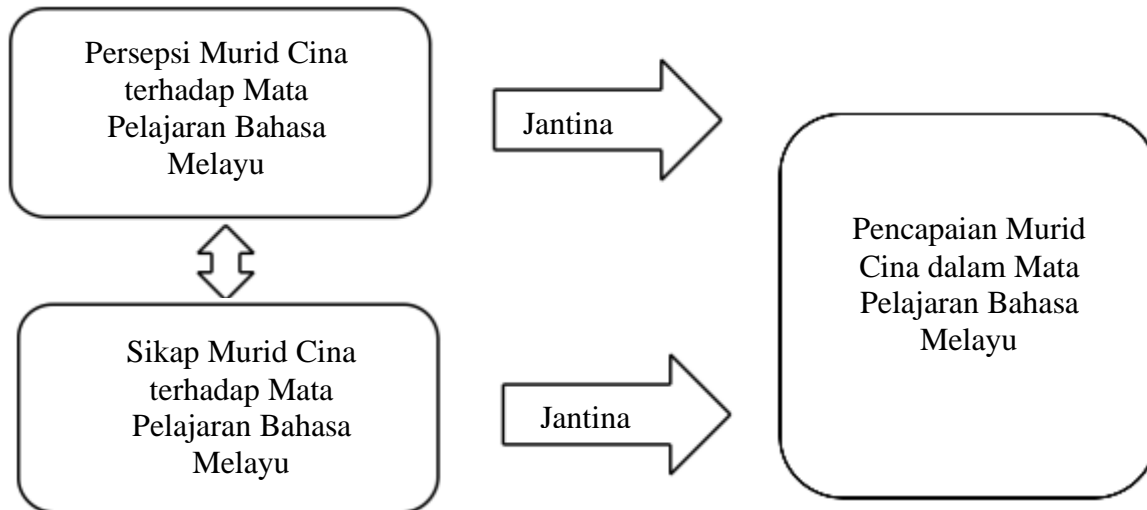 Persepsi Murid Cina
terhadap Mata
Pelajaran Bahasa
Melayu
Jantina
Sikap Murid Cina
terhadap Mata
Pelajaran Bahasa
Melayu
Jantina
Pencapaian Murid
Cina dalam Mata
Pelajaran Bahasa
Melayu